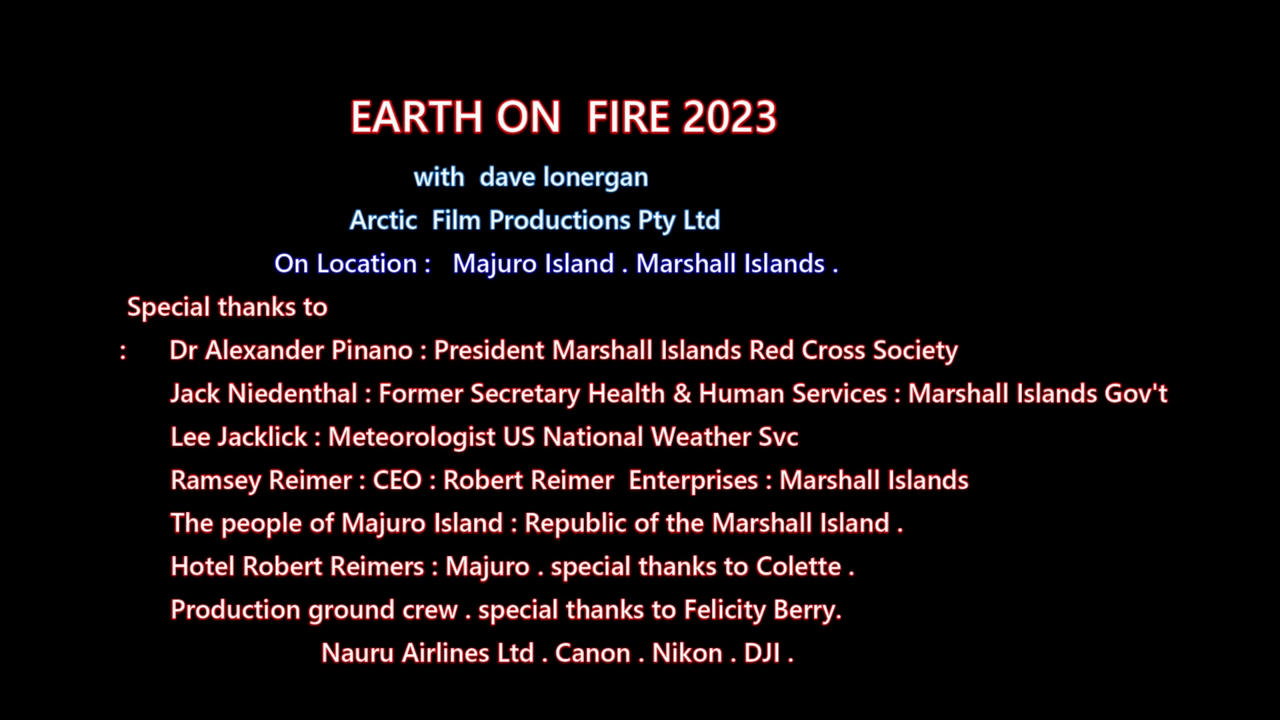 EARTH ON  FIRE 2023
with  dave lonergan
Arctic  Film Productions Pty Ltd
On Location :   Majuro Island . Marshall Islands .
Special thanks to
:      Dr Alexander Pinano : President Marshall Islands Red Cross Society
Jack Niedenthal : Former Secretary Health & Human Services : Marshall Islands Gov't
Lee Jacklick : Meteorologist US National Weather Svc
Ramsey Reimer : CEO : Robert Reimer  Enterprises : Marshall Islands
The people of Majuro Island : Republic of the Marshall Island .
Hotel Robert Reimers : Majuro . special thanks to Colette .
Production ground crew . special thanks to Felicity Berry.
Nauru Airlines Ltd . Canon . Nikon . DJI .